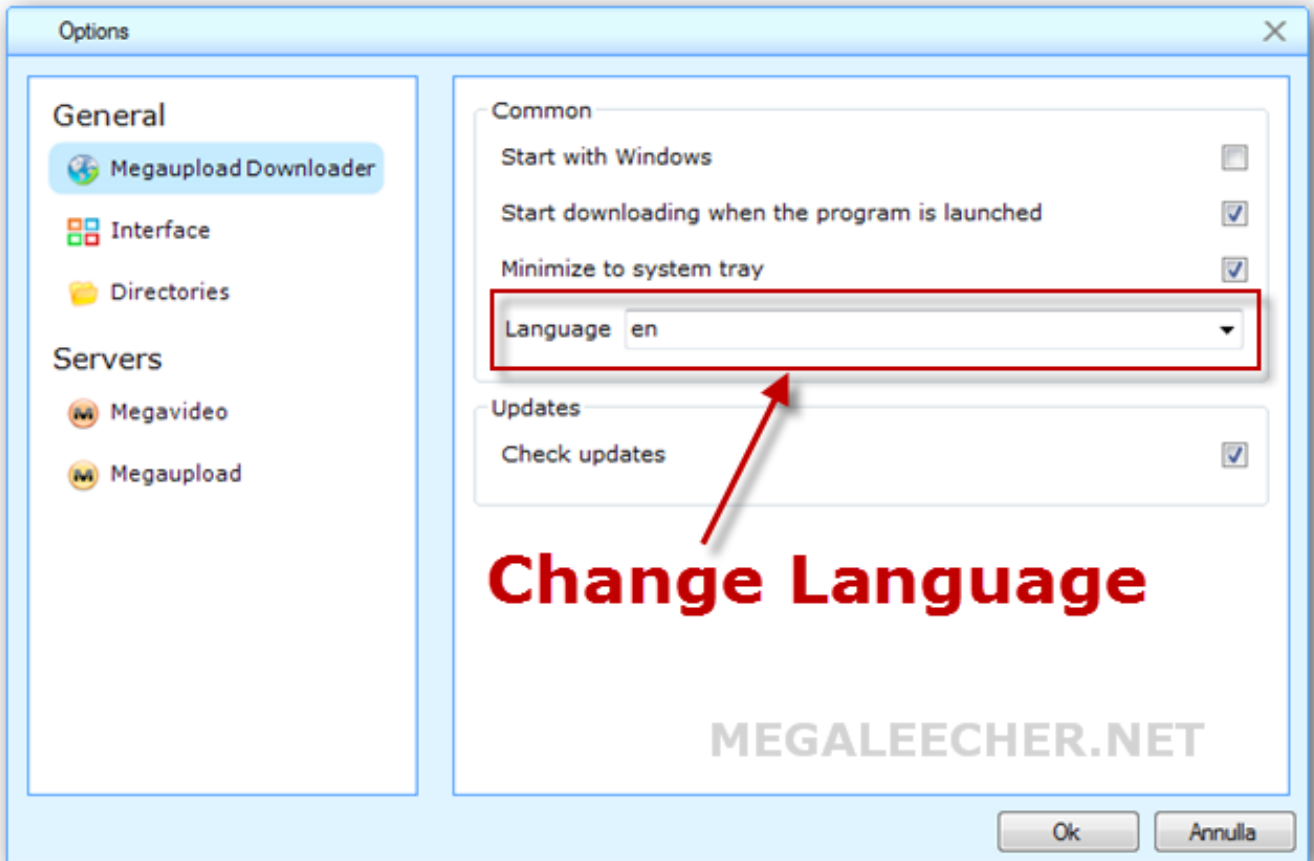 Options
General
Megaupload Downloader
Interface
Directories
Servers
Megavideo
Megaupload
Common
Start with Windows
Start downloading when the program is launched
Minimize to system tray
Language en
Updates
Check updates
Change Language
MEGALEECHER.NET
Ok Annulla